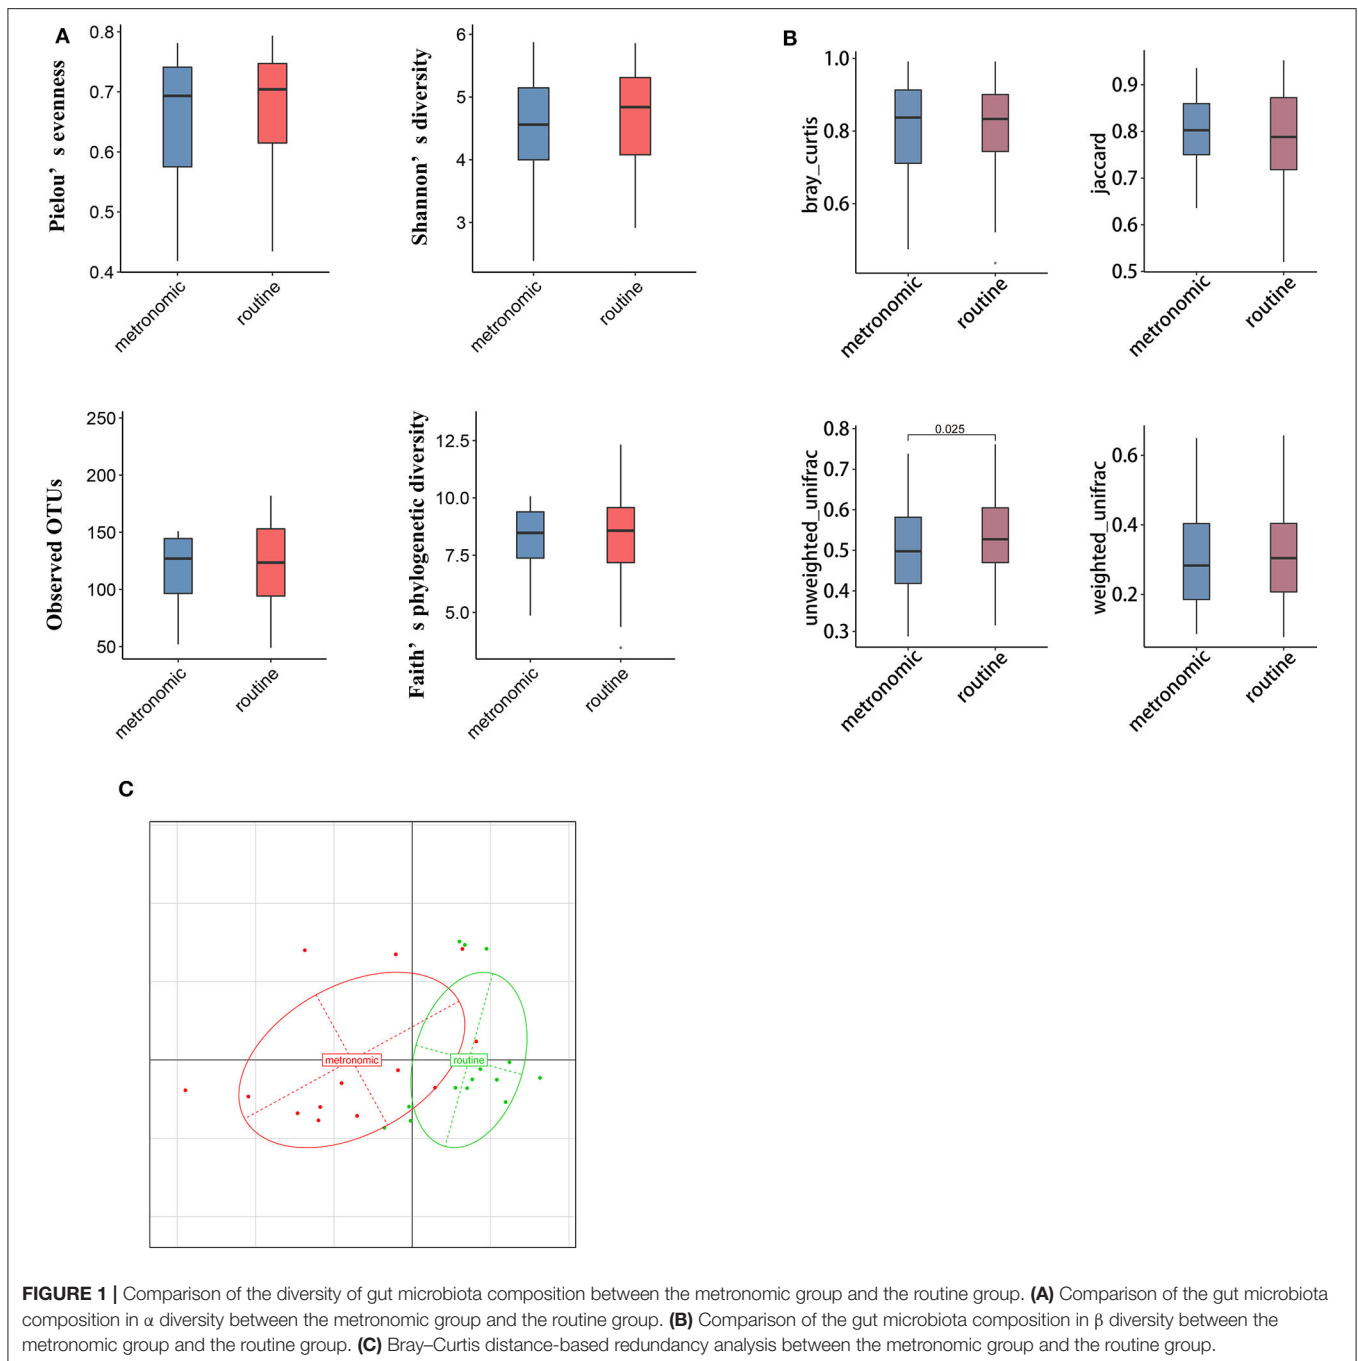 A
Pielou’ s evenness
0.8
0.7
0.6
0.5
0.4
metronomic
routine
Shannon’ s diversity
6
5
4
3
metronomic
routine
Observed OTUs
250
200
150
100
50
metronomic
routine
Faith’ s phylogenetic diversity
12.5
10.0
7.5
5.0
metronomic
routine
B
bray_curtis
1.0
0.8
0.6
metronomic
routine
jaccard
0.9
0.8
0.7
0.6
0.5
metronomic
routine
unweighted_unifrac
0.8
0.7
0.6
0.5
0.4
0.3
0.025
metronomic
routine
weighted_unifrac
0.6
0.4
0.2
metronomic
routine
C
metronomic
routine
FIGURE 1 | Comparison of the diversity of gut microbiota composition between the metronomic group and the routine group. (A) Comparison of the gut microbiota
composition in α diversity between the metronomic group and the routine group. (B) Comparison of the gut microbiota composition in β diversity between the
metronomic group and the routine group. (C) Bray–Curtis distance-based redundancy analysis between the metronomic group and the routine group.